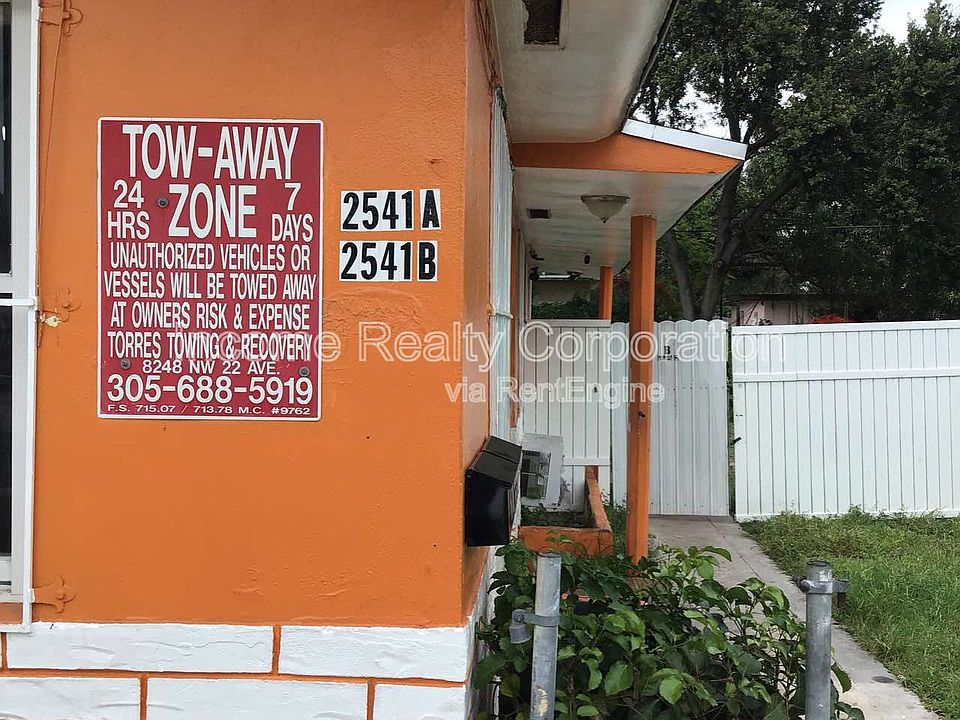 TOW-AWAY
24 HRS ZONE 7 DAYS
UNAUTHORIZED VEHICLES OR
VESSELS WILL BE TOWED AWAY
AT OWNERS RISK & EXPENSE
TORRES TOWING & RECOVERY
8248 NW 22 AVE.
305-688-5919
F.S. 715.07 / 713.78 M.C. #9762
2541 A
2541 B
Realty Corporation
via RentEngine
B